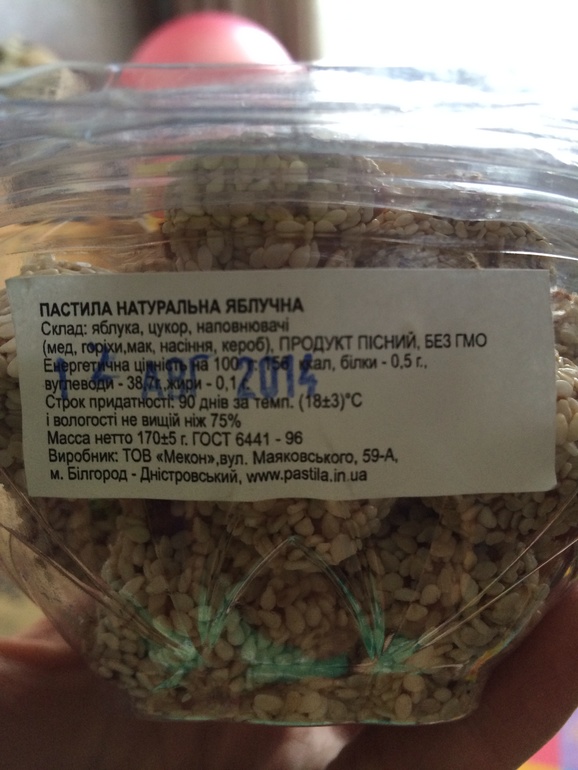 ПАСТИЛА НАТУРАЛЬНА ЯБЛУЧНА
Склад: яблука, цукор, наповнювачі
(мед, горіхи,мак, насіння, кероб), ПРОДУКТ ПІСНИЙ, БЕЗ ГМО
Енергетична цінність на 100 156 ккал, білки - 0,5 г.,
вуглеводи - 38, жири - 0,1 г.
АВГ 2014
Строк придатності: 90 днів за темп. (18±3)°С
і вологості не вищій ніж 75%
Масса нетто 170±5 г. ГОСТ 6441 - 96
Виробник: ТОВ «Мекон»,вул. Маяковського, 59-А,
м. Білгород - Дністровський, www.pastila.in.ua